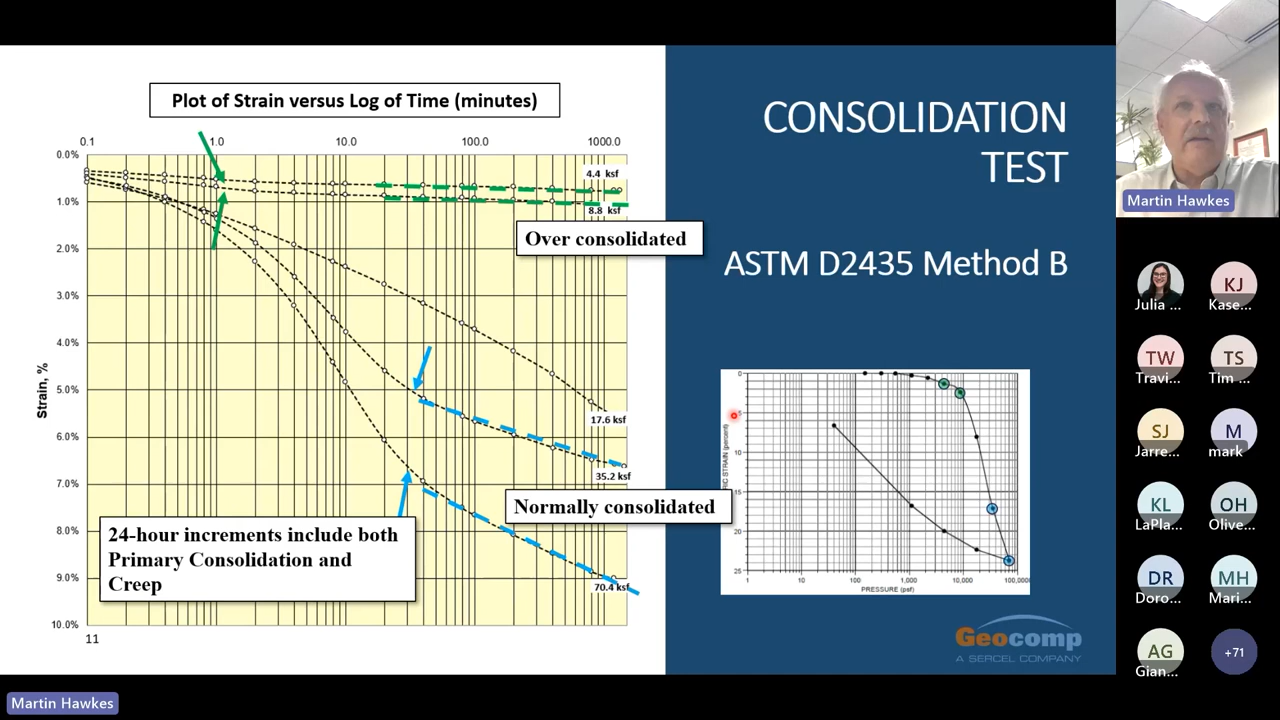 Plot of Strain versus Log of Time (minutes)
0.1 1.0 10.0 100.0 1000.0
0.0%
1.0%
2.0%
3.0%
4.0%
5.0%
6.0%
7.0%
8.0%
9.0%
10.0%
Strain, %
4.4 ksf
8.8 ksf
Over consolidated
17.6 ksf
35.2 ksf
Normally consolidated
70.4 ksf
24-hour increments include both
Primary Consolidation and
Creep
11
CONSOLIDATION
TEST
ASTM D2435 Method B
0
5
10
15
20
25
RIC STRAIN (percent)
1 10 100 1,000 10,000 100,000
PRESSURE (psf)
Geocomp
A SERCEL COMPANY
Martin Hawkes
Julia ...
KJ
Kase...
TW
Travi...
TS
Tim ...
SJ
Jarre...
M
mark
KL
LaPla...
OH
Olive...
DR
Doro...
MH
Mari...
AG
Gian...
+71
Martin Hawkes